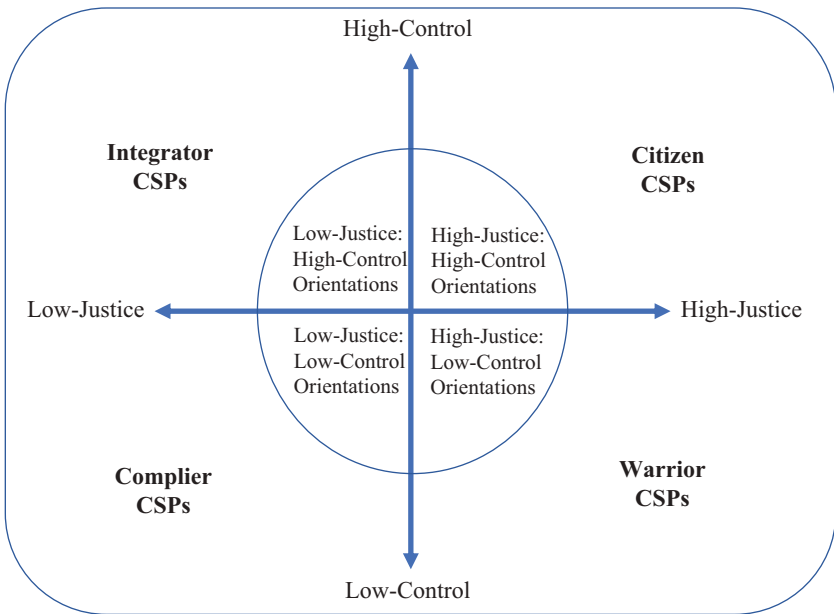 High-Control
Integrator
CSPs
Citizen
CSPs
Low-Justice:
High-Control
Orientations
High-Justice:
High-Control
Orientations
Low-Justice
High-Justice
Low-Justice:
Low-Control
Orientations
High-Justice:
Low-Control
Orientations
Complier
CSPs
Warrior
CSPs
Low-Control